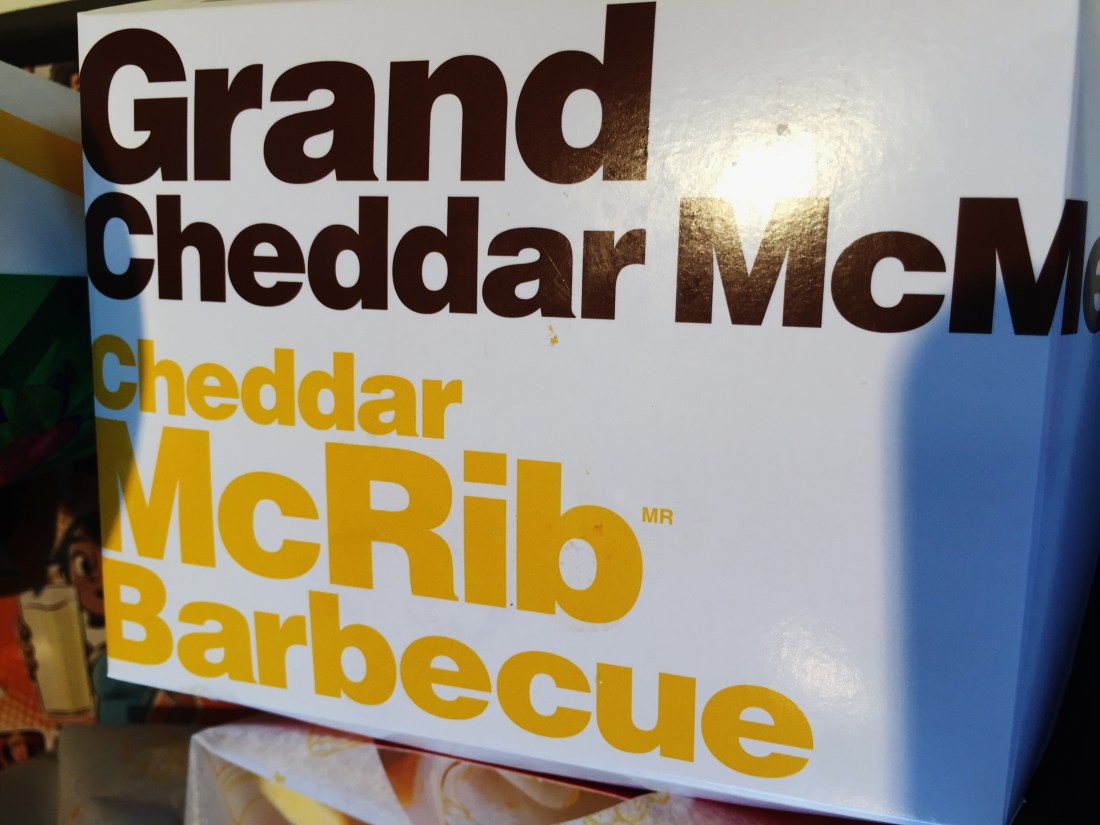 Grand
Cheddar McMe
Cheddar
McRib MR
Barbecue